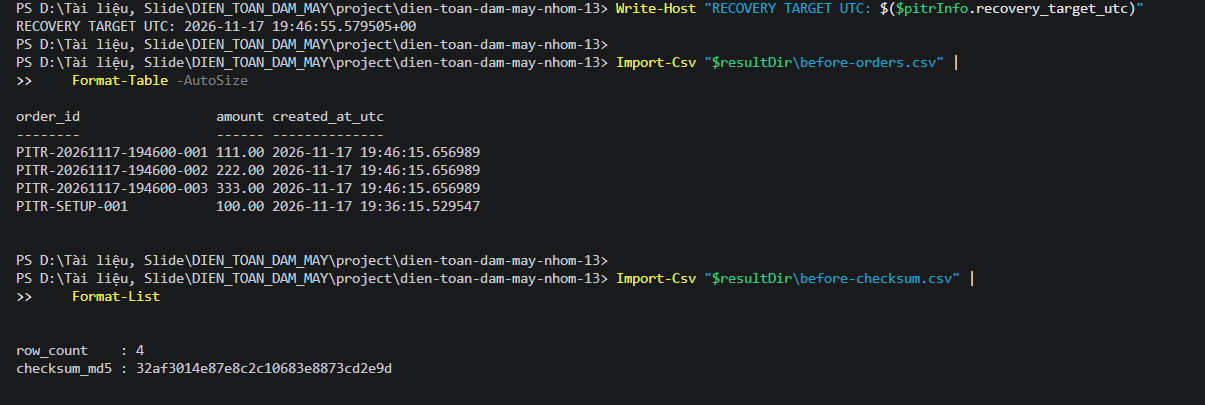 PS D:\Tài liệu, Slide\DIEN_TOAN_DAM_MAY\project\dien-toan-dam-may-nhom-13> Write-Host "RECOVERY TARGET UTC: $($pitrInfo.recovery_target_utc)"
RECOVERY TARGET UTC: 2026-11-17 19:46:55.579505+00
PS D:\Tài liệu, Slide\DIEN_TOAN_DAM_MAY\project\dien-toan-dam-may-nhom-13>
PS D:\Tài liệu, Slide\DIEN_TOAN_DAM_MAY\project\dien-toan-dam-may-nhom-13> Import-Csv "$resultDir\before-orders.csv" |
>>     Format-Table -AutoSize
order_id                 amount created_at_utc
--------                 ------ --------------
PITR-20261117-194600-001 111.00 2026-11-17 19:46:15.656989
PITR-20261117-194600-002 222.00 2026-11-17 19:46:15.656989
PITR-20261117-194600-003 333.00 2026-11-17 19:46:15.656989
PITR-SETUP-001           100.00 2026-11-17 19:36:15.529547
PS D:\Tài liệu, Slide\DIEN_TOAN_DAM_MAY\project\dien-toan-dam-may-nhom-13>
PS D:\Tài liệu, Slide\DIEN_TOAN_DAM_MAY\project\dien-toan-dam-may-nhom-13> Import-Csv "$resultDir\before-checksum.csv" |
>>     Format-List
row_count    : 4
checksum_md5 : 32af3014e87e8c2c10683e8873cd2e9d